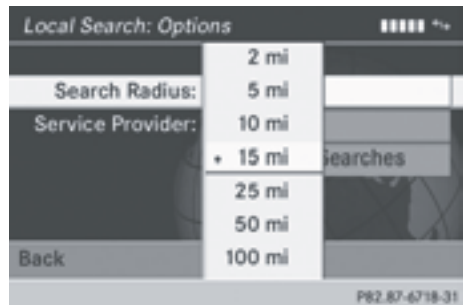 Local Search: Options
2 mi
Search Radius: 5 mi
Service Provider: 10 mi
• 15 mi Searches
25 mi
50 mi
Back 100 mi
P82.87-6718-31